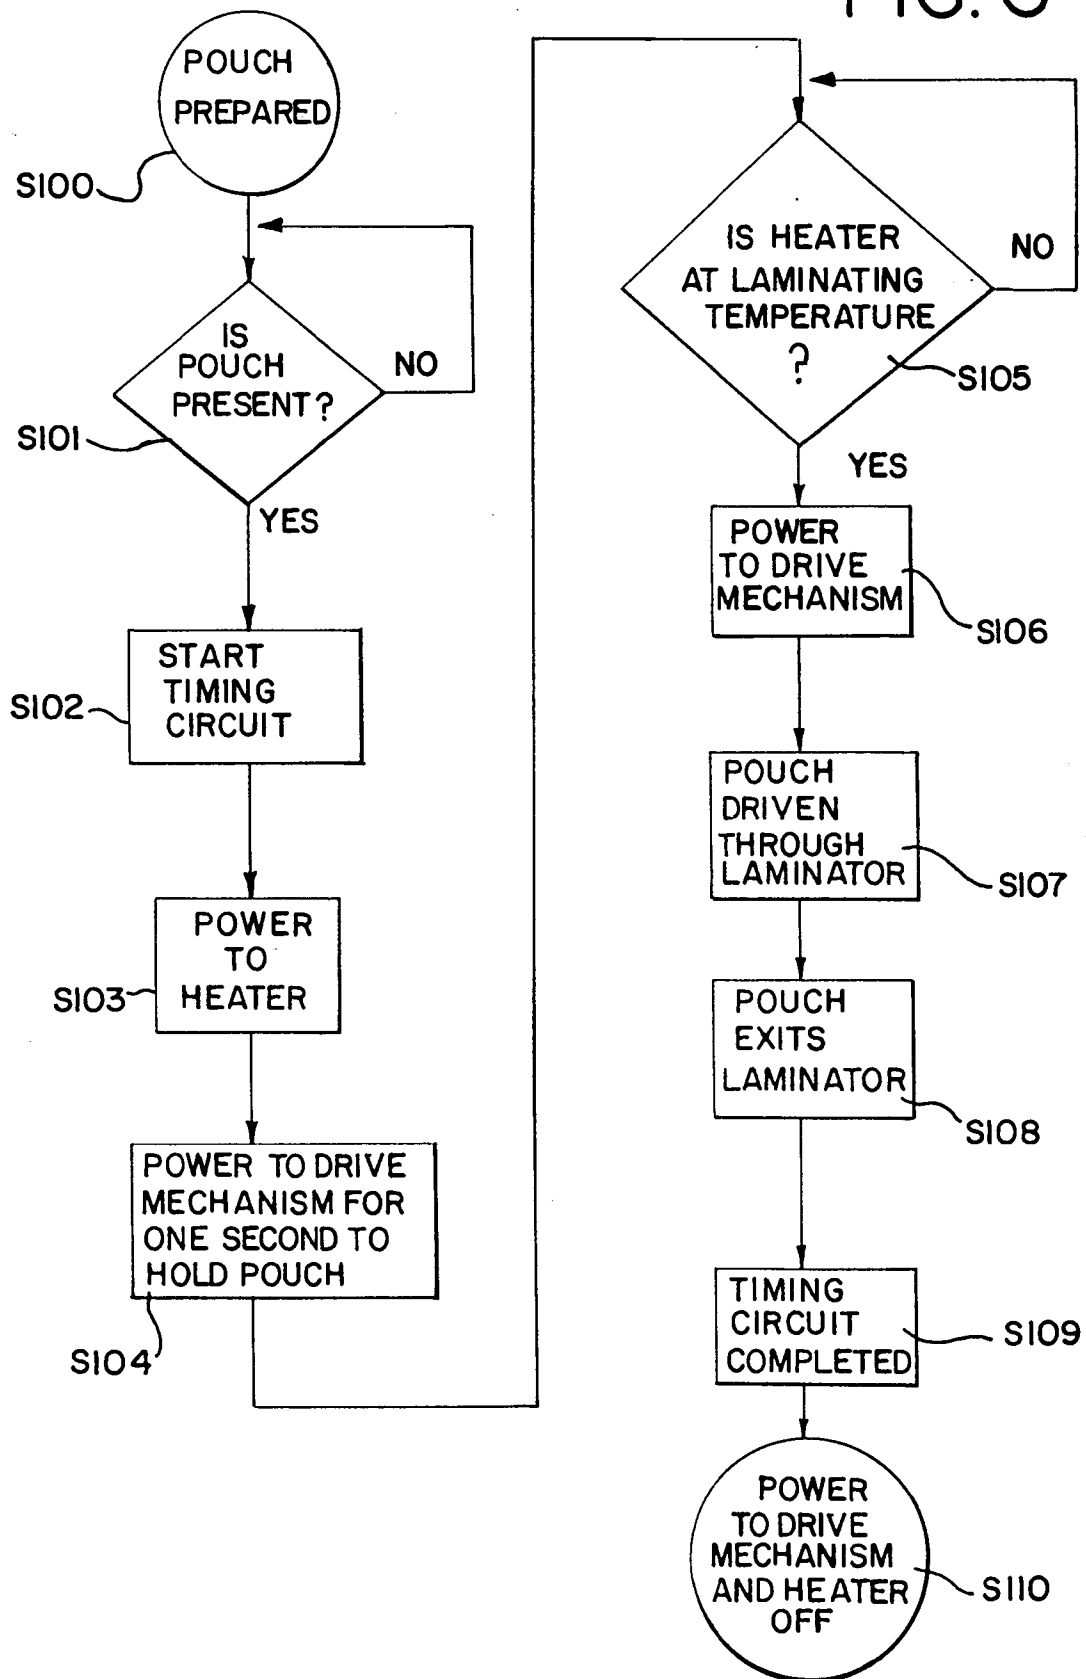 POUCH
PREPARED
S100
IS
POUCH
PRESENT?
NO
S101
YES
START
TIMING
CIRCUIT
S102
POWER
TO
HEATER
S103
POWER TO DRIVE
MECHANISM FOR
ONE SECOND TO
HOLD POUCH
S104
IS HEATER
AT LAMINATING
TEMPERATURE
?
NO
S105
YES
POWER
TO DRIVE
MECHANISM
S106
POUCH
DRIVEN
THROUGH
LAMINATOR
S107
POUCH
EXITS
LAMINATOR
S108
TIMING
CIRCUIT
COMPLETED
S109
POWER
TO DRIVE
MECHANISM
AND HEATER
OFF
S110